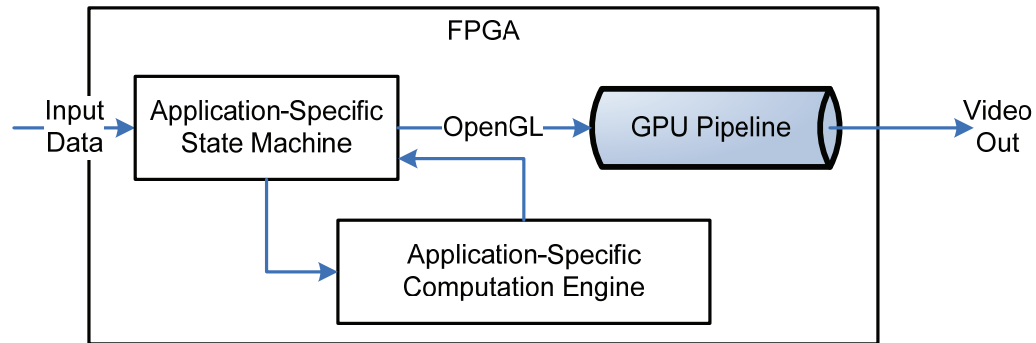 FPGA
Input
Data
Application-Specific
State Machine
OpenGL
GPU Pipeline
Video
Out
Application-Specific
Computation Engine